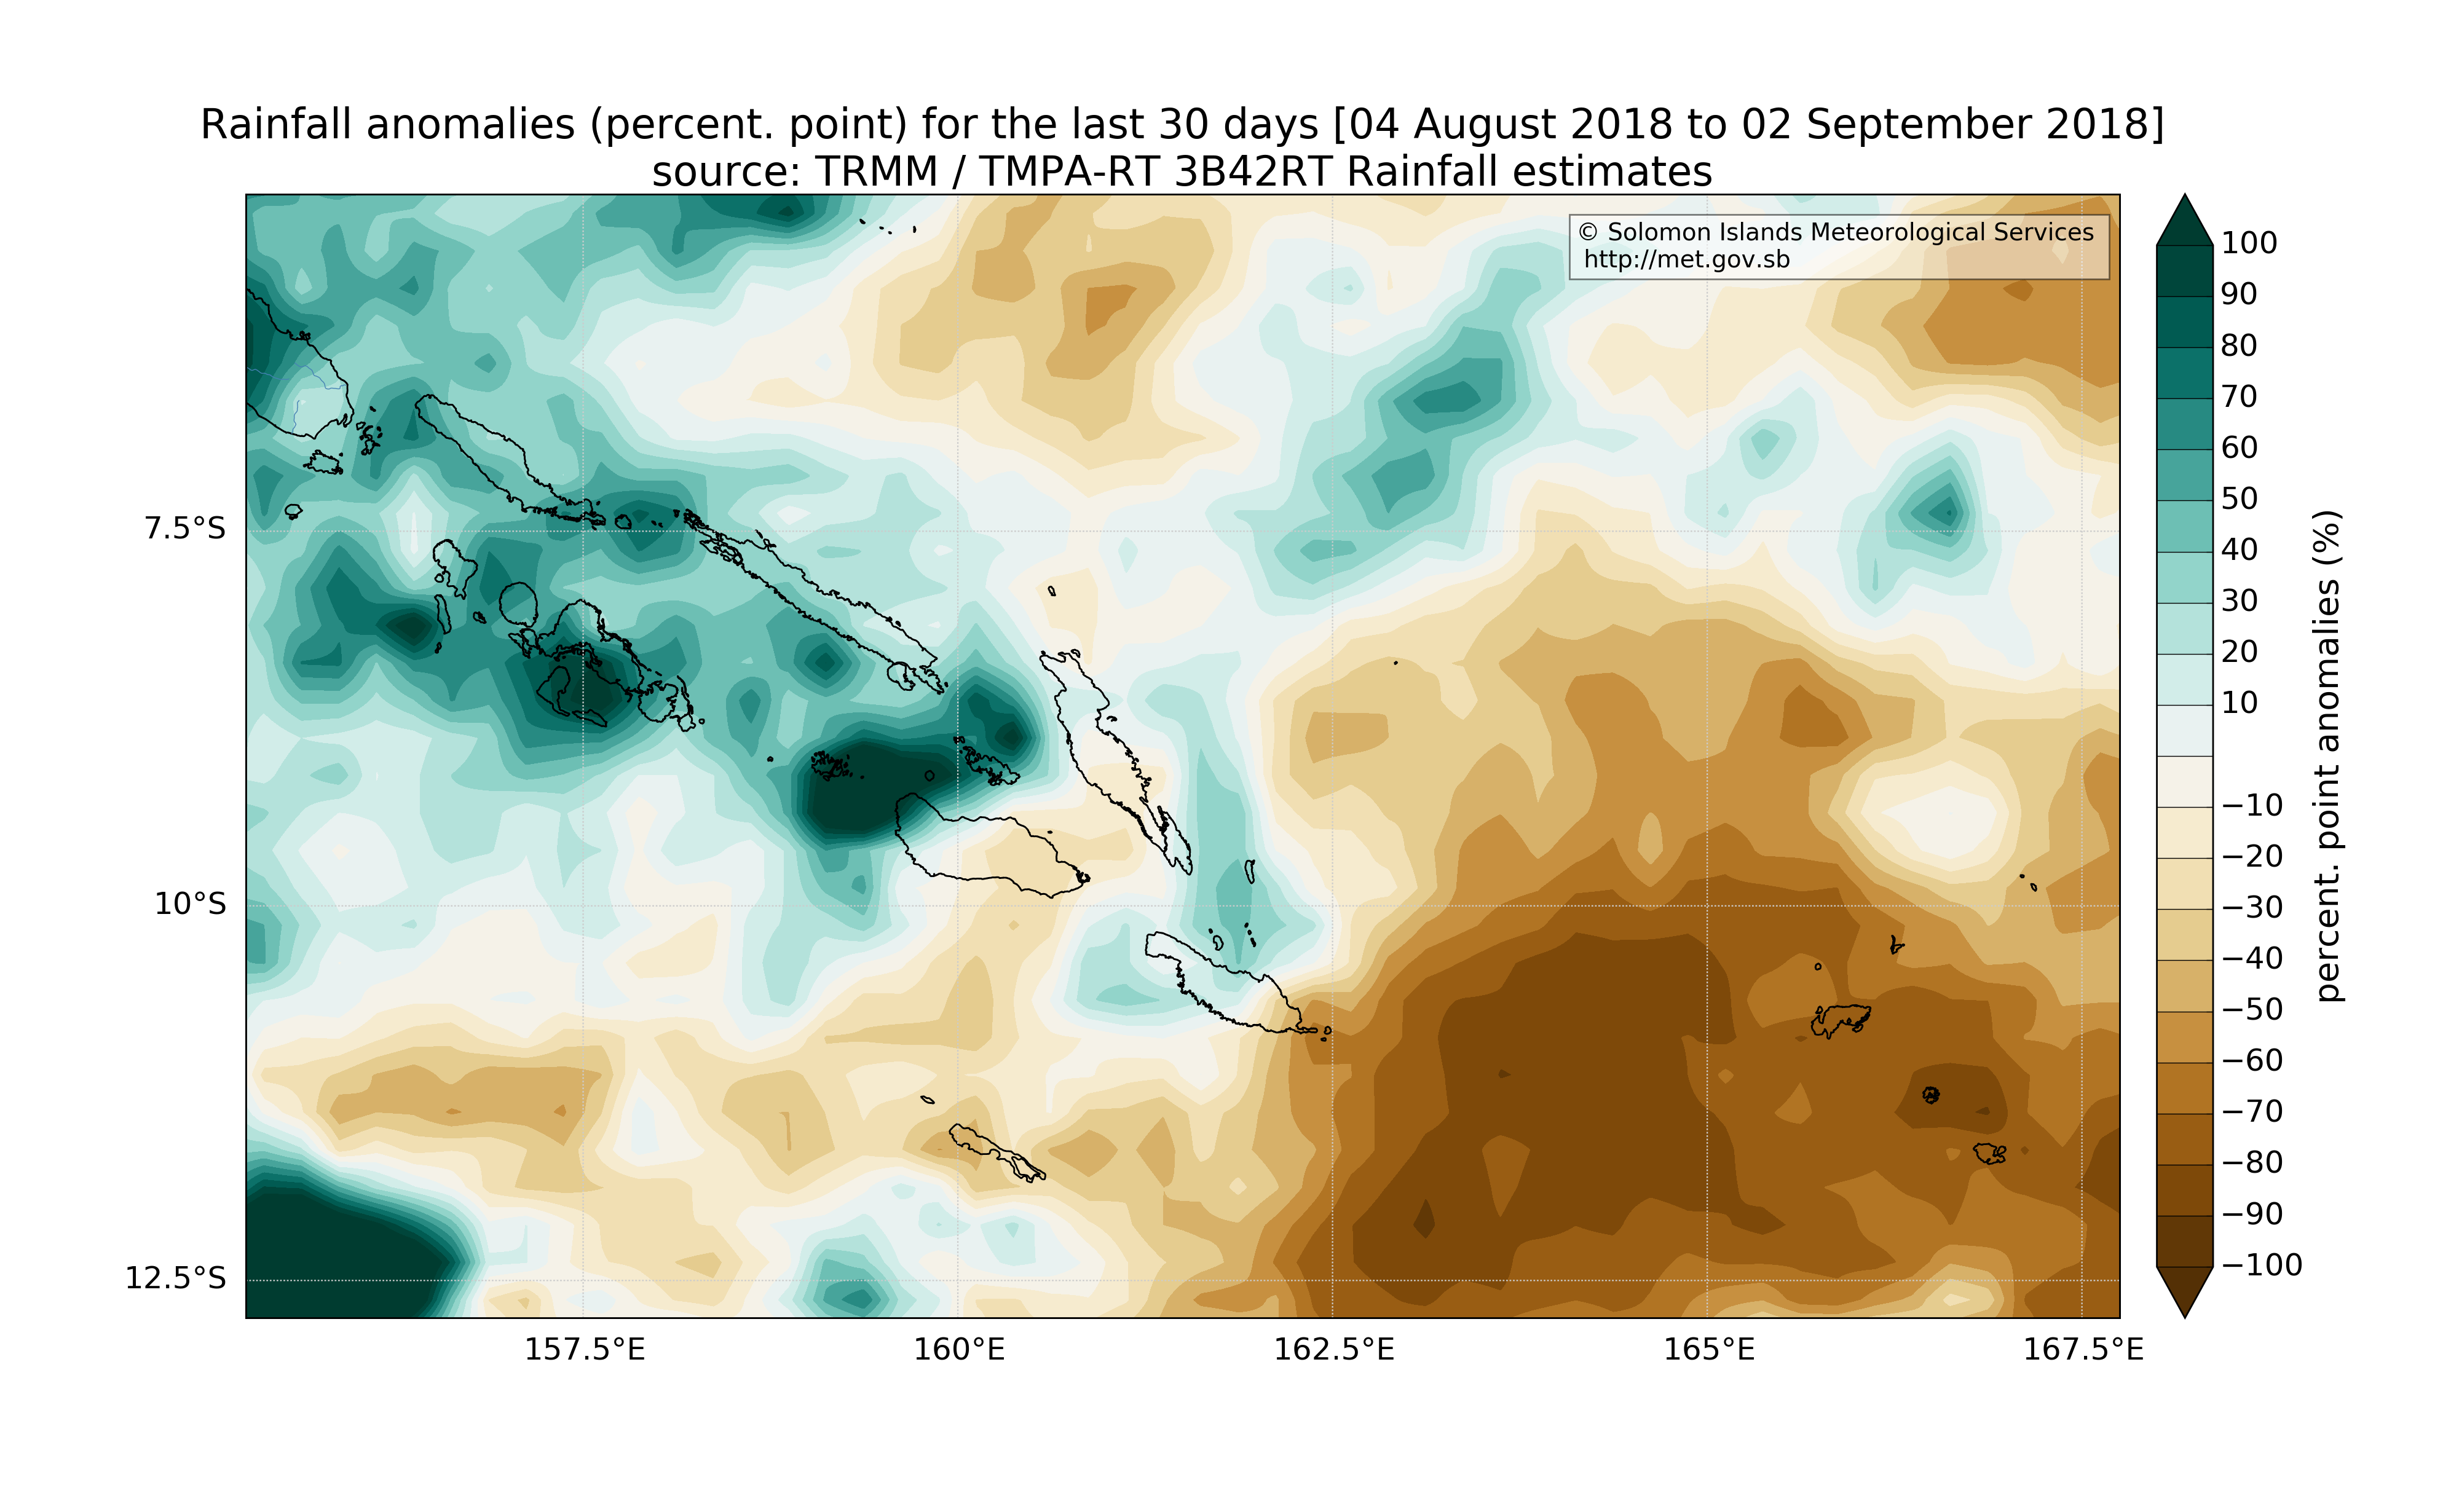 Rainfall anomalies (percent. point) for the last 30 days [04 August 2018 to 02 September 2018]
source: TRMM / TMPA-RT 3B42RT Rainfall estimates
© Solomon Islands Meteorological Services
http://met.gov.sb
7.5°S
10°S
12.5°S
157.5°E
160°E
162.5°E
165°E
167.5°E
100
90
80
70
60
50
40
30
20
10
−10
−20
−30
−40
−50
−60
−70
−80
−90
−100
percent. point anomalies (%)